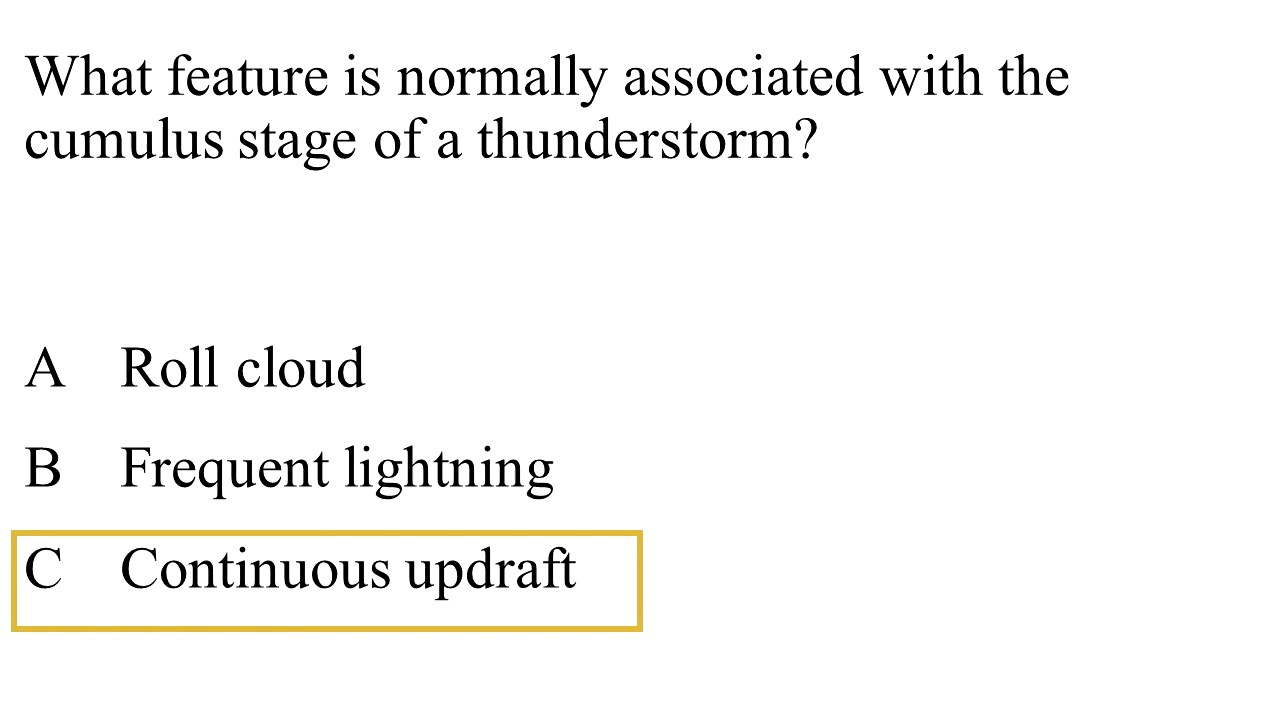 What feature is normally associated with the
cumulus stage of a thunderstorm?
A Roll cloud
B Frequent lightning
C Continuous updraft